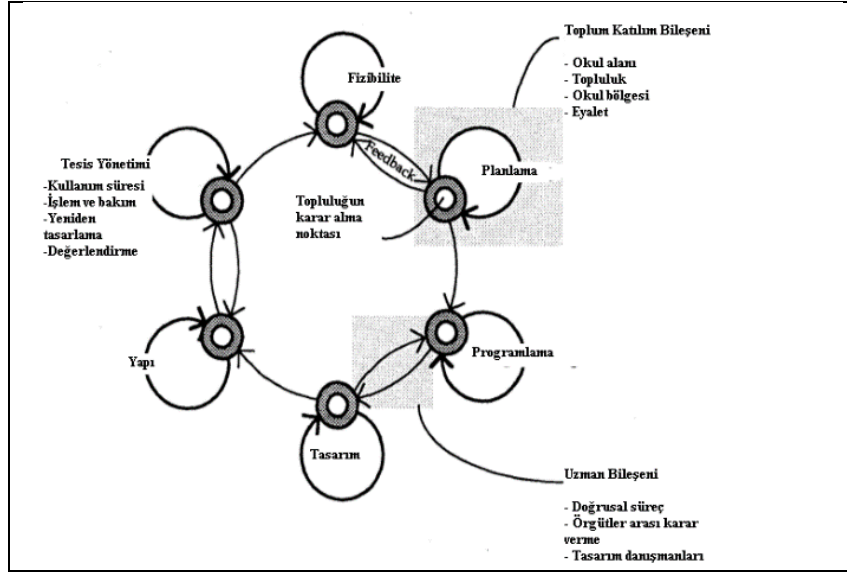 Toplum Katılım Bileşeni
- Okul alanı
- Topluluk
- Okul bölgesi
- Eyalet
Fizibilite
Feedback
Planlama
Topluluğun
karar alma
noktası
Tesis Yönetimi
-Kullanım süresi
-İşlem ve bakım
-Yeniden
tasarlama
-Değerlendirme
Programlama
Yapı
Tasarım
Uzman Bileşeni
- Doğrusal süreç
- Örgütler arası karar
verme
- Tasarım danışmanları